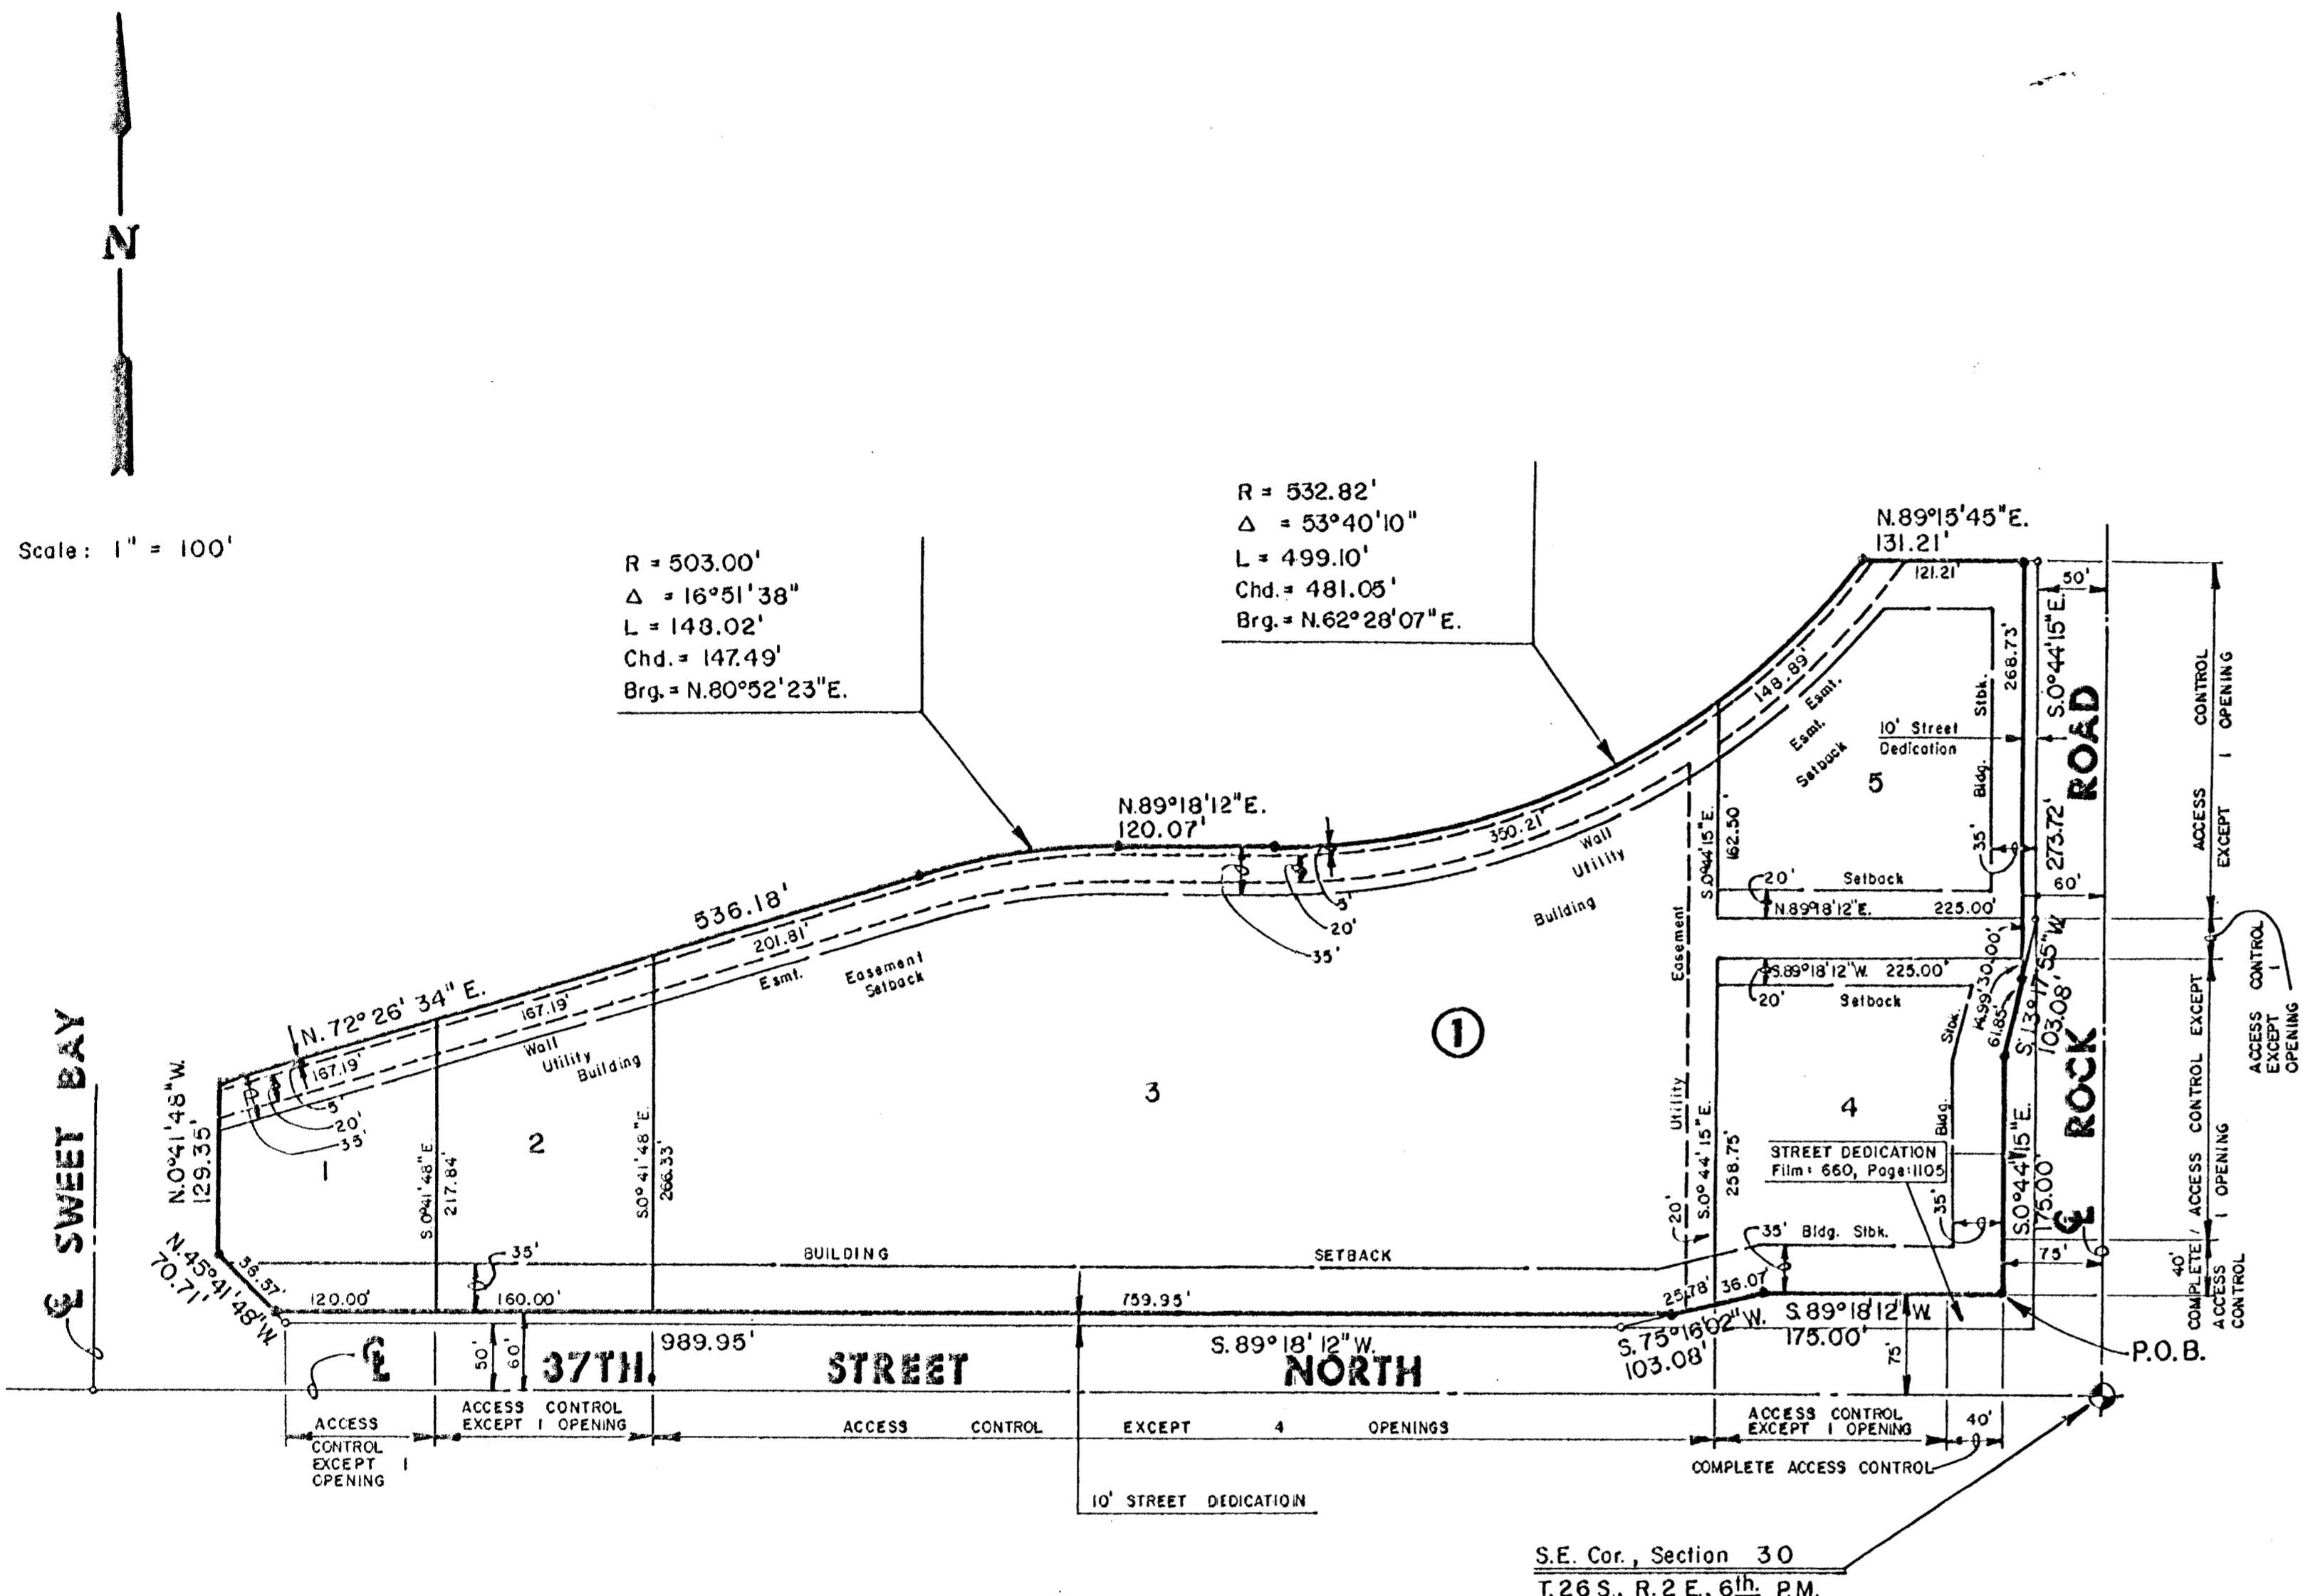 N
Scale: 1" = 100'
R = 503.00'
Δ = 16°51'38"
L = 148.02'
Chd. = 147.49'
Brg. = N.80°52'23"E.
R = 532.82'
Δ = 53°40'10"
L = 499.10'
Chd. = 481.05'
Brg. = N.62°28'07"E.
N.89°15'45"E.
131.21'
121.21'
50'
268.73'
S.0°44'15"E.
273.72'
ROAD
ROCK
℄
ACCESS CONTROL
EXCEPT 1 OPENING
148.89'
Esmt.
Esmt.
Setback
10' Street
Dedication
Bldg. Stbk.
35'
5
60'
N.89°18'12"E.
120.07'
350.21'
Wall
Utility
Building
5'
20'
35'
S.0°44'15"E.
162.50'
20'
Setback
N.89°18'12"E. 225.00'
S.89°18'12"W. 225.00'
20'
Setback
30.00'
14.99'
61.85'
S.13°17'55"W.
103.08'
ACCESS CONTROL
EXCEPT 1
OPENING
536.18'
201.81'
Easement
Setback
Esmt.
N.72°26'34"E.
167.19'
167.19'
Wall
Utility
Building
5'
20'
35'
℄ SWEET BAY
N.0°41'48"W.
129.35'
N.45°41'48"W.
70.71'
36.57'
1
S.0°41'48"E.
217.84'
2
S.0°41'48"E.
266.33'
3
1
Easement
Utility
20'
S.0°44'15"E.
258.75'
4
Stbk.
Bldg.
35'
STREET DEDICATION
Film: 660, Page: 1105
S.0°44'15"E.
175.00'
75'
COMPLETE / ACCESS CONTROL EXCEPT
1 OPENING
40'
ACCESS
CONTROL
35'
BUILDING SETBACK
35' Bldg. Stbk.
120.00'
160.00'
759.95'
25.78' 36.07'
989.95'
S.89°18'12"W.
S.75°16'02"W.
103.08'
S.89°18'12"W.
175.00'
75'
P.O.B.
50'
60'
℄ 37TH. STREET NORTH
ACCESS
CONTROL
EXCEPT 1
OPENING
ACCESS CONTROL
EXCEPT 1 OPENING
ACCESS CONTROL EXCEPT 4 OPENINGS
ACCESS CONTROL
EXCEPT 1 OPENING
40'
COMPLETE ACCESS CONTROL
10' STREET DEDICATIOIN
S.E. Cor., Section 30
T. 26 S., R. 2 E., 6th. P.M.